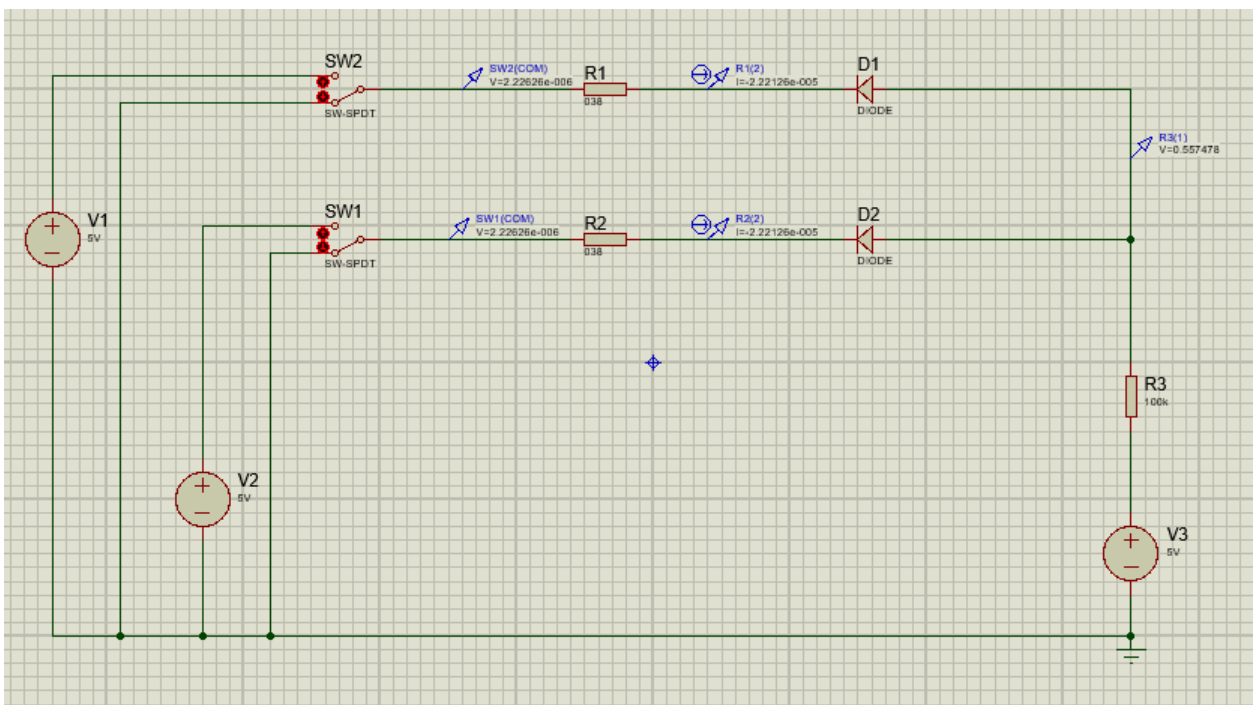 SW2
SW2(COM)
V=2.22626e-006
R1
038
R1(2)
I=-2.22126e-005
D1
DIODE
SW-SPDT
R3(1)
V=0.557478
V1
5V
SW1
SW1(COM)
V=2.22626e-006
R2
038
R2(2)
I=-2.22126e-005
D2
DIODE
SW-SPDT
R3
100k
V2
5V
V3
5V